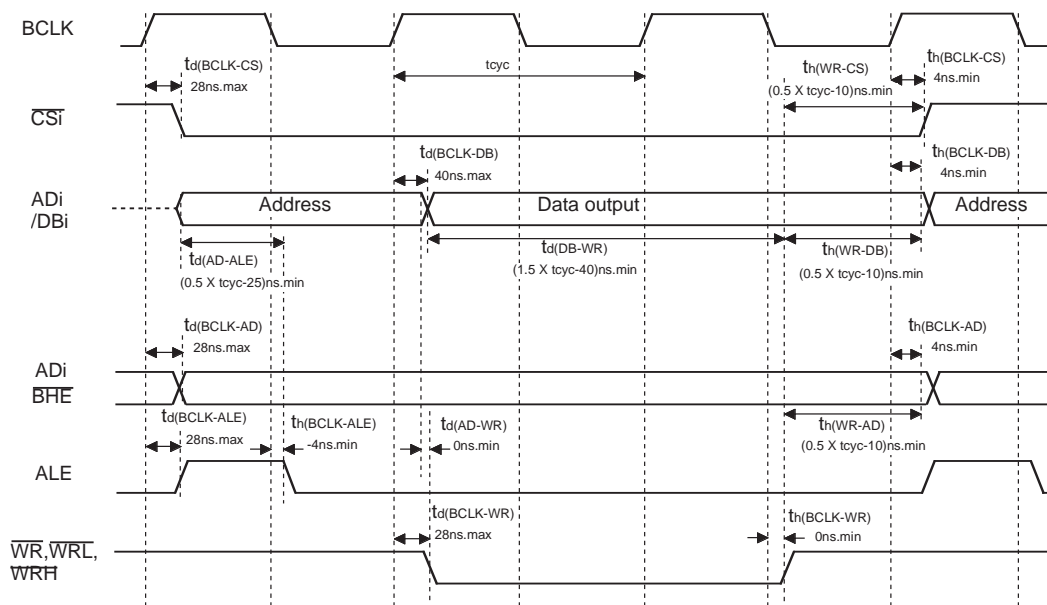 BCLK
td(BCLK-CS)
28ns.max
tcyc
th(WR-CS)
(0.5 X tcyc-10)ns.min
th(BCLK-CS)
4ns.min
CSi
td(BCLK-DB)
40ns.max
th(BCLK-DB)
4ns.min
ADi
/DBi
Address
Data output
Address
td(AD-ALE)
(0.5 X tcyc-25)ns.min
td(DB-WR)
(1.5 X tcyc-40)ns.min
th(WR-DB)
(0.5 X tcyc-10)ns.min
td(BCLK-AD)
28ns.max
th(BCLK-AD)
4ns.min
ADi
BHE
td(BCLK-ALE)
28ns.max
th(BCLK-ALE)
-4ns.min
td(AD-WR)
0ns.min
th(WR-AD)
(0.5 X tcyc-10)ns.min
ALE
td(BCLK-WR)
28ns.max
th(BCLK-WR)
0ns.min
WR,WRL,
WRH